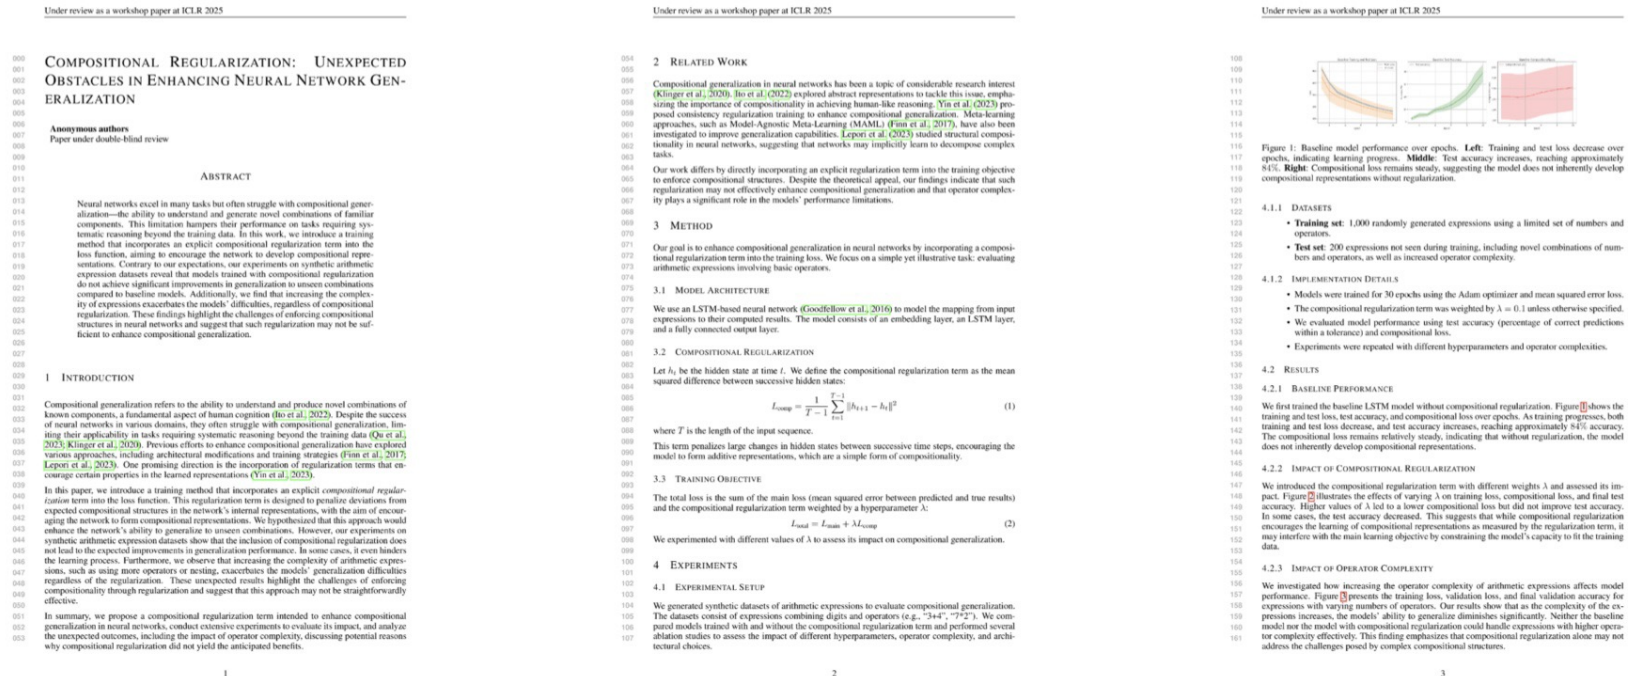 Under review as a workshop paper at ICLR 2025
COMPOSITIONAL REGULARIZATION: UNEXPECTED
OBSTACLES IN ENHANCING NEURAL NETWORK GEN-
ERALIZATION
Anonymous authors
Paper under double-blind review
ABSTRACT
Neural networks excel in many tasks but often struggle with compositional gener-
alization—the ability to understand and generate novel combinations of familiar
components. This limitation hampers their performance on tasks requiring sys-
tematic reasoning beyond the training data. In this work, we introduce a training
method that incorporates an explicit compositional regularization term into the
loss function, aiming to encourage the network to develop compositional repre-
sentations. Contrary to our expectations, our experiments on synthetic arithmetic
expression datasets reveal that models trained with compositional regularization
do not achieve significant improvements in generalization to unseen combinations
compared to baseline models. Additionally, we find that increasing the complex-
ity of expressions exacerbates the models' difficulties, regardless of compositional
regularization. These findings highlight the challenges of enforcing compositional
structures in neural networks and suggest that such regularization may not be suf-
ficient to enhance compositional generalization.
1 INTRODUCTION
Compositional generalization refers to the ability to understand and produce novel combinations of
known components, a fundamental aspect of human cognition (Ito et al., 2022). Despite the success
of neural networks in various domains, they often struggle with compositional generalization, lim-
iting their applicability in tasks requiring systematic reasoning beyond the training data (Qu et al.,
2023; Klinger et al., 2020). Previous efforts to enhance compositional generalization have explored
various approaches, including architectural modifications and training strategies (Finn et al., 2017;
Lepori et al., 2023). One promising direction is the incorporation of regularization terms that en-
courage certain properties in the learned representations (Yin et al., 2023).
In this paper, we introduce a training method that incorporates an explicit compositional regular-
ization term into the loss function. This regularization term is designed to penalize deviations from
expected compositional structures in the network's internal representations, with the aim of encour-
aging the network to form compositional representations. We hypothesized that this approach would
enhance the network's ability to generalize to unseen combinations. However, our experiments on
synthetic arithmetic expression datasets show that the inclusion of compositional regularization does
not lead to the expected improvements in generalization performance. In some cases, it even hinders
the learning process. Furthermore, we observe that increasing the complexity of arithmetic expres-
sions, such as using more operators or nesting, exacerbates the models' generalization difficulties
regardless of the regularization. These unexpected results highlight the challenges of enforcing
compositionality through regularization and suggest that this approach may not be straightforwardly
effective.
In summary, we propose a compositional regularization term intended to enhance compositional
generalization in neural networks, conduct extensive experiments to evaluate its impact, and analyze
the unexpected outcomes, including the impact of operator complexity, discussing potential reasons
why compositional regularization did not yield the anticipated benefits.
1
Under review as a workshop paper at ICLR 2025
2 RELATED WORK
Compositional generalization in neural networks has been a topic of considerable research interest
(Klinger et al., 2020). Ito et al. (2022) explored abstract representations to tackle this issue, empha-
sizing the importance of compositionality in achieving human-like reasoning. Yin et al. (2023) pro-
posed consistency regularization training to enhance compositional generalization. Meta-learning
approaches, such as Model-Agnostic Meta-Learning (MAML) (Finn et al., 2017), have also been
investigated to improve generalization capabilities. Lepori et al. (2023) studied structural composi-
tionality in neural networks, suggesting that networks may implicitly learn to decompose complex
tasks.
Our work differs by directly incorporating an explicit regularization term into the training objective
to enforce compositional structures. Despite the theoretical appeal, our findings indicate that such
regularization may not effectively enhance compositional generalization and that operator complex-
ity plays a significant role in the models' performance limitations.
3 METHOD
Our goal is to enhance compositional generalization in neural networks by incorporating a composi-
tional regularization term into the training loss. We focus on a simple yet illustrative task: evaluating
arithmetic expressions involving basic operators.
3.1 MODEL ARCHITECTURE
We use an LSTM-based neural network (Goodfellow et al., 2016) to model the mapping from input
expressions to their computed results. The model consists of an embedding layer, an LSTM layer,
and a fully connected output layer.
3.2 COMPOSITIONAL REGULARIZATION
Let h_t be the hidden state at time t. We define the compositional regularization term as the mean
squared difference between successive hidden states:
L_comp = 1/(T − 1) ∑_{t=1}^{T−1} ||h_{t+1} − h_t||² (1)
where T is the length of the input sequence.
This term penalizes large changes in hidden states between successive time steps, encouraging the
model to form additive representations, which are a simple form of compositionality.
3.3 TRAINING OBJECTIVE
The total loss is the sum of the main loss (mean squared error between predicted and true results)
and the compositional regularization term weighted by a hyperparameter λ:
L_total = L_main + λL_comp (2)
We experimented with different values of λ to assess its impact on compositional generalization.
4 EXPERIMENTS
4.1 EXPERIMENTAL SETUP
We generated synthetic datasets of arithmetic expressions to evaluate compositional generalization.
The datasets consist of expressions combining digits and operators (e.g., "3+4", "7*2"). We com-
pared models trained with and without the compositional regularization term and performed several
ablation studies to assess the impact of different hyperparameters, operator complexity, and archi-
tectural choices.
2
Under review as a workshop paper at ICLR 2025
Figure 1: Baseline model performance over epochs. Left: Training and test loss decrease over
epochs, indicating learning progress. Middle: Test accuracy increases, reaching approximately
84%. Right: Compositional loss remains steady, suggesting the model does not inherently develop
compositional representations without regularization.
4.1.1 DATASETS
• Training set: 1,000 randomly generated expressions using a limited set of numbers and
operators.
• Test set: 200 expressions not seen during training, including novel combinations of num-
bers and operators, as well as increased operator complexity.
4.1.2 IMPLEMENTATION DETAILS
• Models were trained for 30 epochs using the Adam optimizer and mean squared error loss.
• The compositional regularization term was weighted by λ = 0.1 unless otherwise specified.
• We evaluated model performance using test accuracy (percentage of correct predictions
within a tolerance) and compositional loss.
• Experiments were repeated with different hyperparameters and operator complexities.
4.2 RESULTS
4.2.1 BASELINE PERFORMANCE
We first trained the baseline LSTM model without compositional regularization. Figure 1 shows the
training and test loss, test accuracy, and compositional loss over epochs. As training progresses, both
training and test loss decrease, and test accuracy increases, reaching approximately 84% accuracy.
The compositional loss remains relatively steady, indicating that without regularization, the model
does not inherently develop compositional representations.
4.2.2 IMPACT OF COMPOSITIONAL REGULARIZATION
We introduced the compositional regularization term with different weights λ and assessed its im-
pact. Figure 2 illustrates the effects of varying λ on training loss, compositional loss, and final test
accuracy. Higher values of λ led to a lower compositional loss but did not improve test accuracy.
In some cases, the test accuracy decreased. This suggests that while compositional regularization
encourages the learning of compositional representations as measured by the regularization term, it
may interfere with the main learning objective by constraining the model's capacity to fit the training
data.
4.2.3 IMPACT OF OPERATOR COMPLEXITY
We investigated how increasing the operator complexity of arithmetic expressions affects model
performance. Figure 3 presents the training loss, validation loss, and final validation accuracy for
expressions with varying numbers of operators. Our results show that as the complexity of the ex-
pressions increases, the models' ability to generalize diminishes significantly. Neither the baseline
model nor the model with compositional regularization could handle expressions with higher opera-
tor complexity effectively. This finding emphasizes that compositional regularization alone may not
address the challenges posed by complex compositional structures.
3